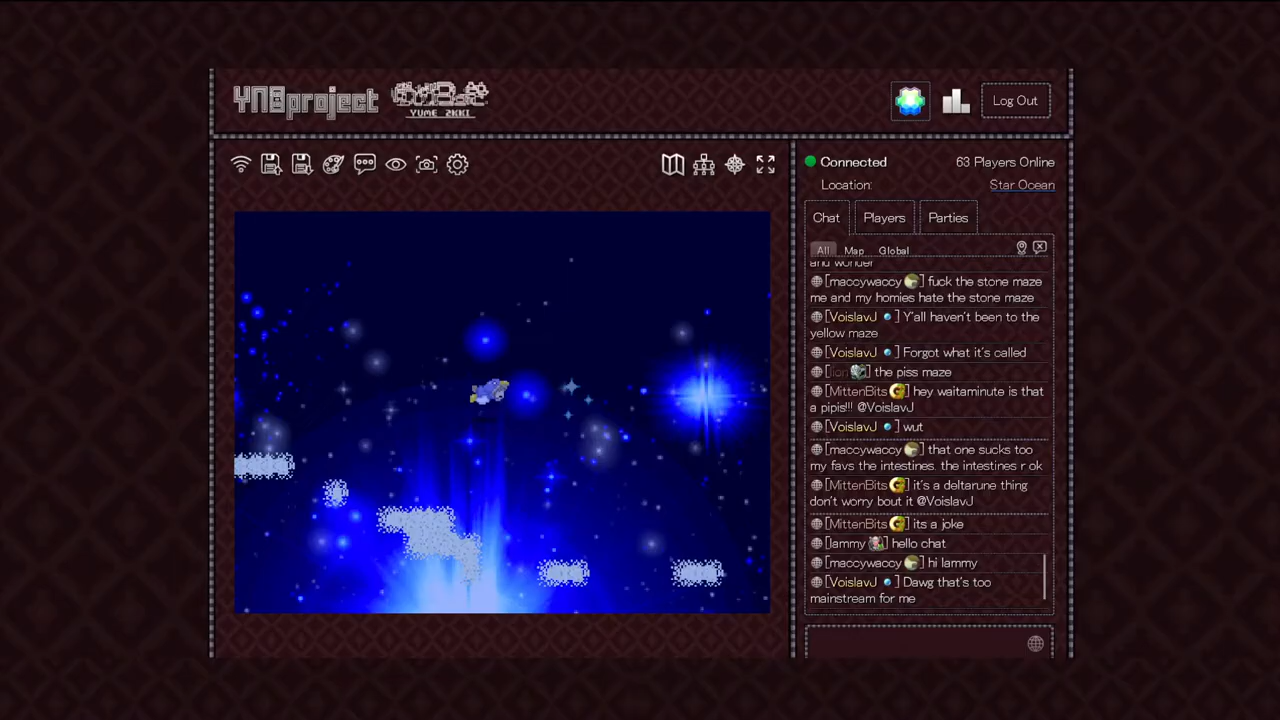 YNOproject
YUME 2KKI
Log Out
Connected
63 Players Online
Location:
Star Ocean
Chat
Players
Parties
All
Map
Global
and wonder
[maccywaccy] fuck the stone maze
me and my homies hate the stone maze
[VoislavJ] Y'all haven't been to the
yellow maze
[VoislavJ] Forgot what it's called
[lion] the piss maze
[MittenBits] hey waitaminute is that
a pipis!!! @VoislavJ
[VoislavJ] wut
[maccywaccy] that one sucks too
my favs the intestines. the intestines r ok
[MittenBits] it's a deltarune thing
don't worry bout it @VoislavJ
[MittenBits] its a joke
[lammy] hello chat
[maccywaccy] hi lammy
[VoislavJ] Dawg that's too
mainstream for me